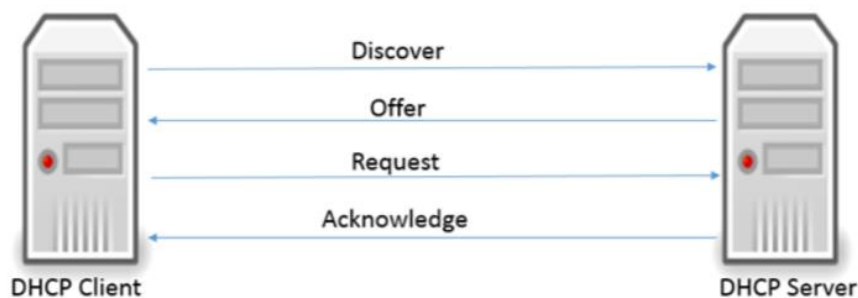 Discover
Offer
Request
Acknowledge
DHCP Client
DHCP Server